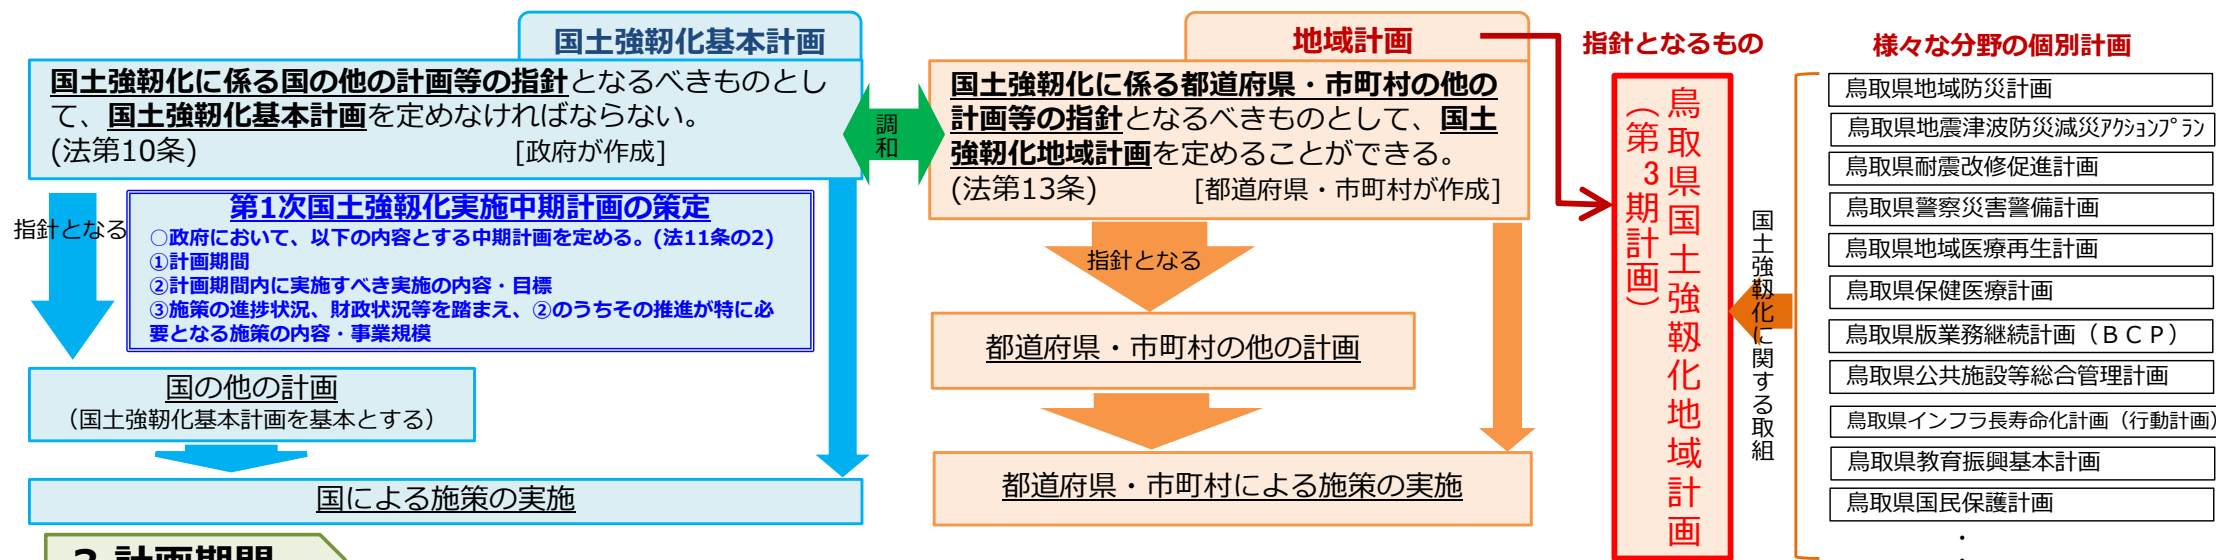 国土強靱化基本計画
国土強靱化に係る国の他の計画等の指針となるべきものとし
て、国土強靱化基本計画を定めなければならない。
(法第10条) [政府が作成]
指針となる
第1次国土強靱化実施中期計画の策定
○政府において、以下の内容とする中期計画を定める。(法11条の2)
①計画期間
②計画期間内に実施すべき実施の内容・目標
③施策の進捗状況、財政状況等を踏まえ、②のうちその推進が特に必
要となる施策の内容・事業規模
国の他の計画
（国土強靱化基本計画を基本とする）
国による施策の実施
調和
地域計画
国土強靱化に係る都道府県・市町村の他の
計画等の指針となるべきものとして、国土
強靱化地域計画を定めることができる。
(法第13条) [都道府県・市町村が作成]
指針となる
都道府県・市町村の他の計画
都道府県・市町村による施策の実施
指針となるもの
鳥取県国土強靱化地域計画
（第3期計画）
国土強靱化に関する取組
様々な分野の個別計画
鳥取県地域防災計画
鳥取県地震津波防災減災ｱｸｼｮﾝﾌﾟﾗﾝ
鳥取県耐震改修促進計画
鳥取県警察災害警備計画
鳥取県地域医療再生計画
鳥取県保健医療計画
鳥取県版業務継続計画（ＢＣＰ）
鳥取県公共施設等総合管理計画
鳥取県インフラ長寿命化計画（行動計画）
鳥取県教育振興基本計画
鳥取県国民保護計画
・
・
3 計画期間